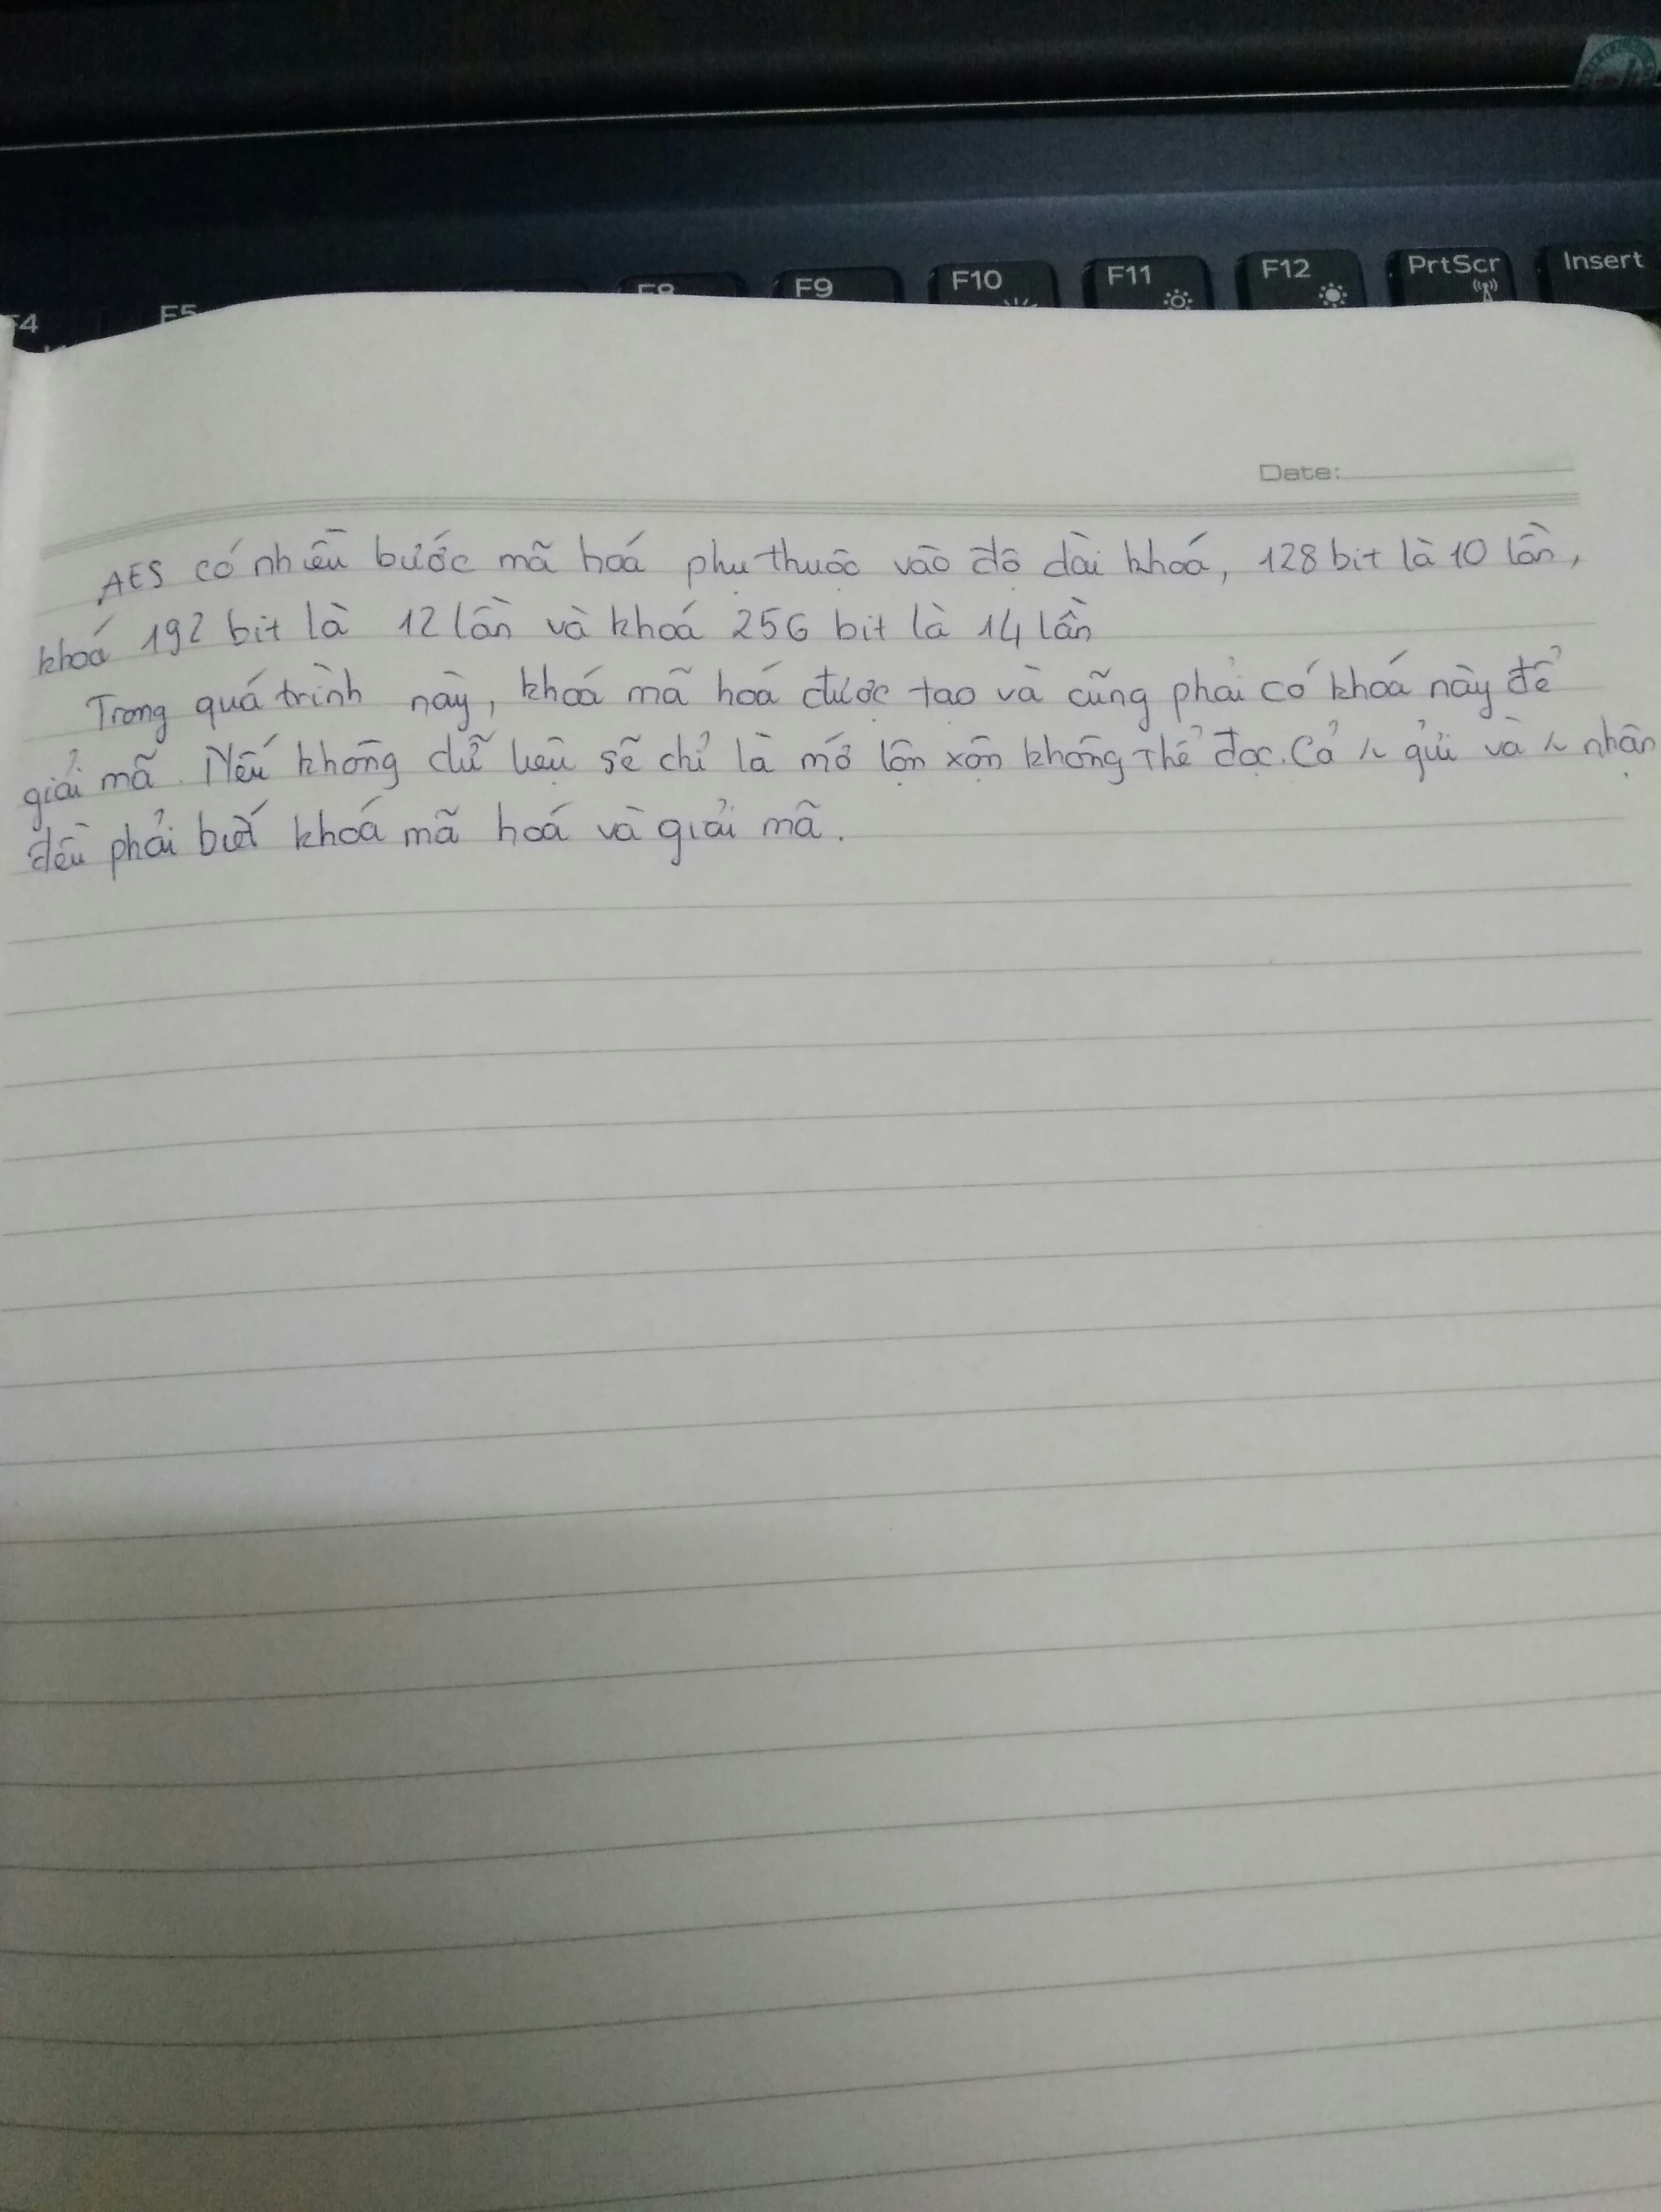 F4 F5 F8 F9 F10 F11 F12 PrtScr Insert
Date:
AES có nhiều bước mã hoá phụ thuộc vào độ dài khoá, 128 bit là 10 lần,
khoá 192 bit là 12 lần và khoá 256 bit là 14 lần
Trong quá trình này, khoá mã hoá được tạo và cũng phải có khoá này để
giải mã. Nếu không dữ liệu sẽ chỉ là mớ lộn xộn không thể đọc. Cả gửi và nhận
đều phải biết khoá mã hoá và giải mã.